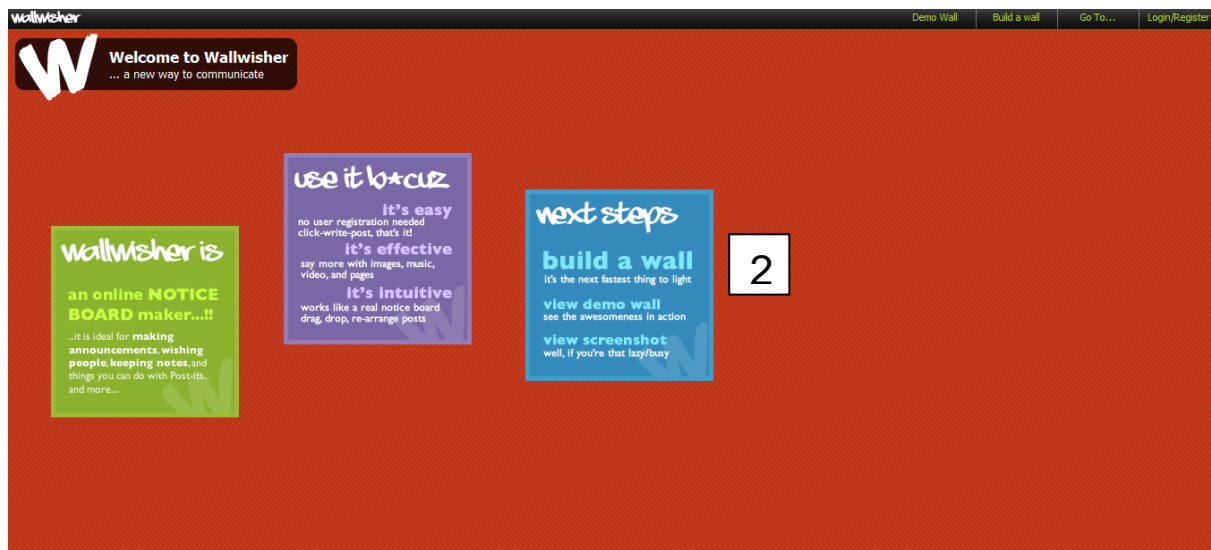 wallwisher
Demo Wall
Build a wall
Go To...
Login/Register
W
Welcome to Wallwisher
... a new way to communicate
wallwisher is
an online NOTICE
BOARD maker...!!
..it is ideal for making
announcements, wishing
people, keeping notes, and
things you can do with Post-its..
and more...
W
use it b*cuz
it's easy
no user registration needed
click-write-post, that's it!
it's effective
say more with images, music,
video, and pages
it's intuitive
works like a real notice board
drag, drop, re-arrange posts
W
next steps
build a wall
it's the next fastest thing to light
view demo wall
see the awesomeness in action
view screenshot
well, if you're that lazy/busy
W
2